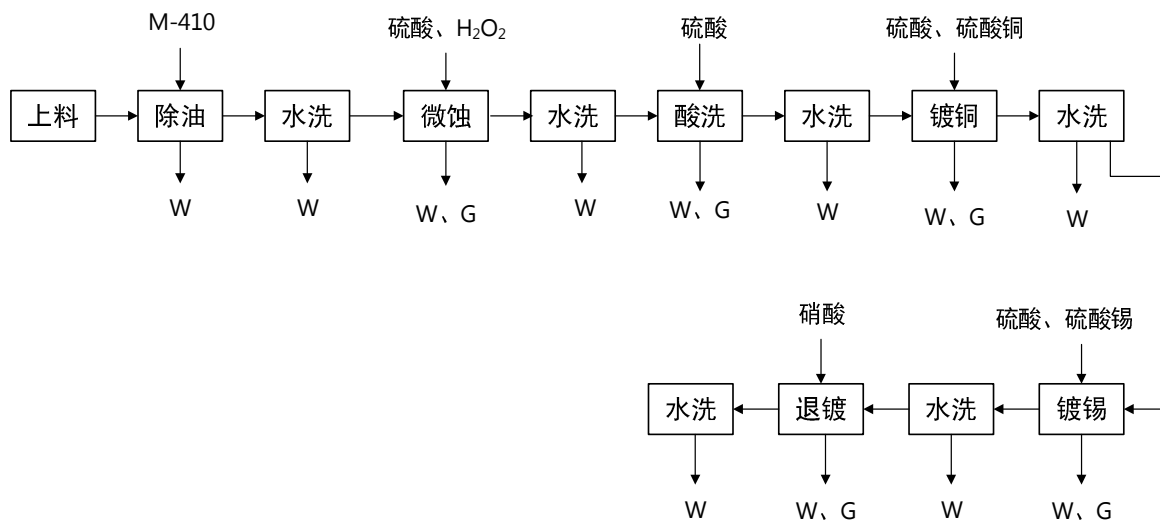 M-410
硫酸、H₂O₂
硫酸
硫酸、硫酸铜
上料
除油
水洗
微蚀
水洗
酸洗
水洗
镀铜
水洗
W
W
W、G
W
W、G
W
W、G
W
硝酸
硫酸、硫酸锡
水洗
退镀
水洗
镀锡
W
W、G
W
W、G